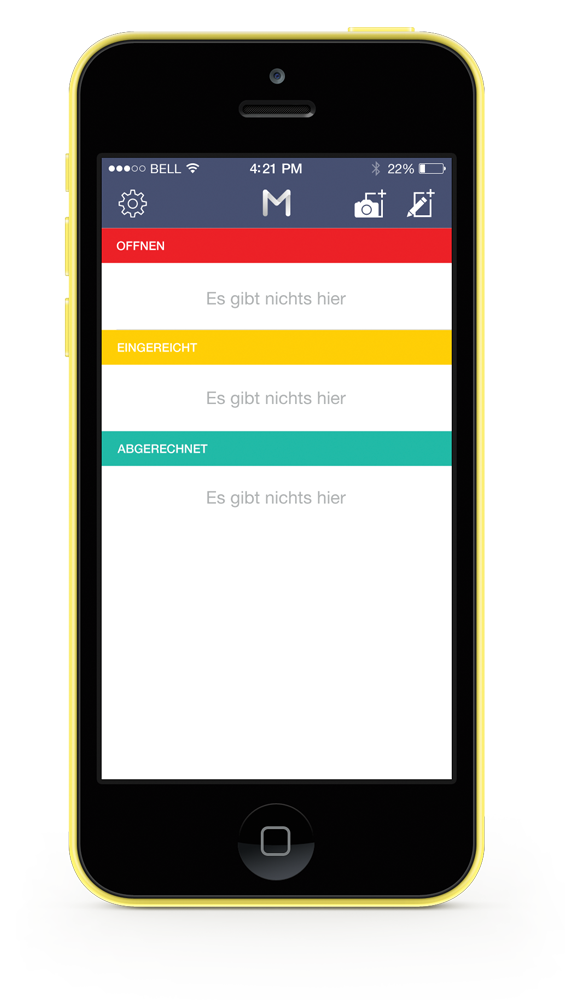 BELL 4:21 PM 22%
M
OFFNEN
Es gibt nichts hier
EINGEREICHT
Es gibt nichts hier
ABGERECHNET
Es gibt nichts hier